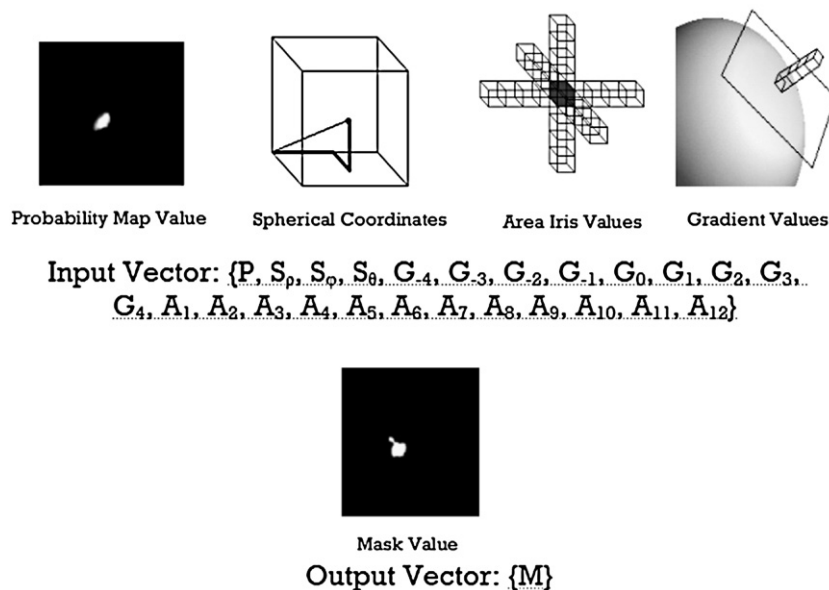 Probability Map Value
Spherical Coordinates
Area Iris Values
Gradient Values
Input Vector: {P, Sρ, Sφ, Sθ, G-4, G-3, G-2, G-1, G0, G1, G2, G3,
G4, A1, A2, A3, A4, A5, A6, A7, A8, A9, A10, A11, A12}
Mask Value
Output Vector: {M}